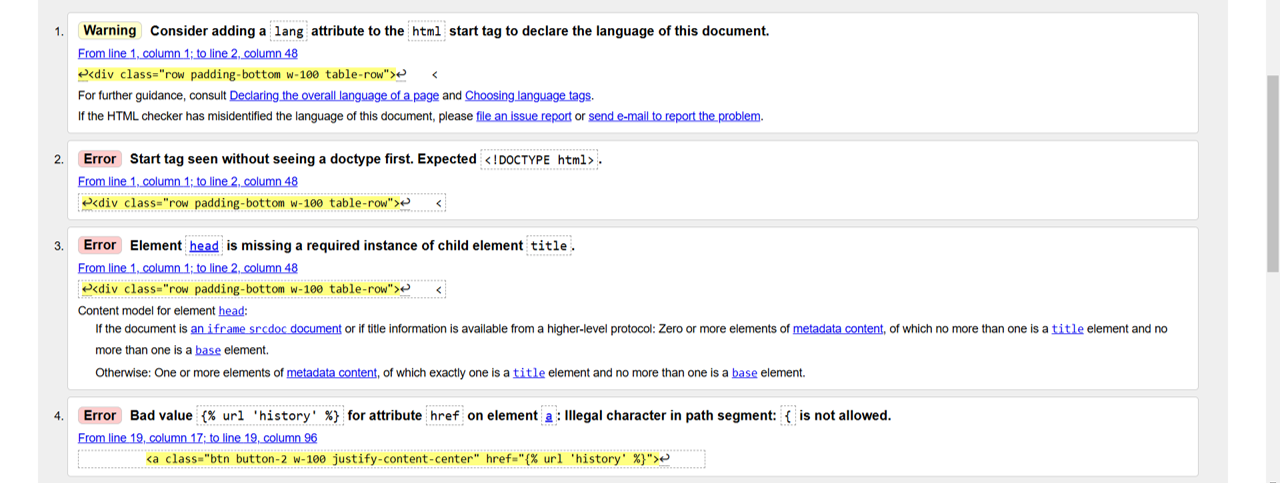 1. Warning Consider adding a lang attribute to the html start tag to declare the language of this document.
From line 1, column 1; to line 2, column 48
↩<div class="row padding-bottom w-100 table-row">↩ <
For further guidance, consult Declaring the overall language of a page and Choosing language tags.
If the HTML checker has misidentified the language of this document, please file an issue report or send e-mail to report the problem.
2. Error Start tag seen without seeing a doctype first. Expected <!DOCTYPE html>.
From line 1, column 1; to line 2, column 48
↩<div class="row padding-bottom w-100 table-row">↩ <
3. Error Element head is missing a required instance of child element title.
From line 1, column 1; to line 2, column 48
↩<div class="row padding-bottom w-100 table-row">↩ <
Content model for element head:
If the document is an iframe srcdoc document or if title information is available from a higher-level protocol: Zero or more elements of metadata content, of which no more than one is a title element and no
more than one is a base element.
Otherwise: One or more elements of metadata content, of which exactly one is a title element and no more than one is a base element.
4. Error Bad value {% url 'history' %} for attribute href on element a: Illegal character in path segment: { is not allowed.
From line 19, column 17; to line 19, column 96
<a class="btn button-2 w-100 justify-content-center" href="{% url 'history' %}">↩